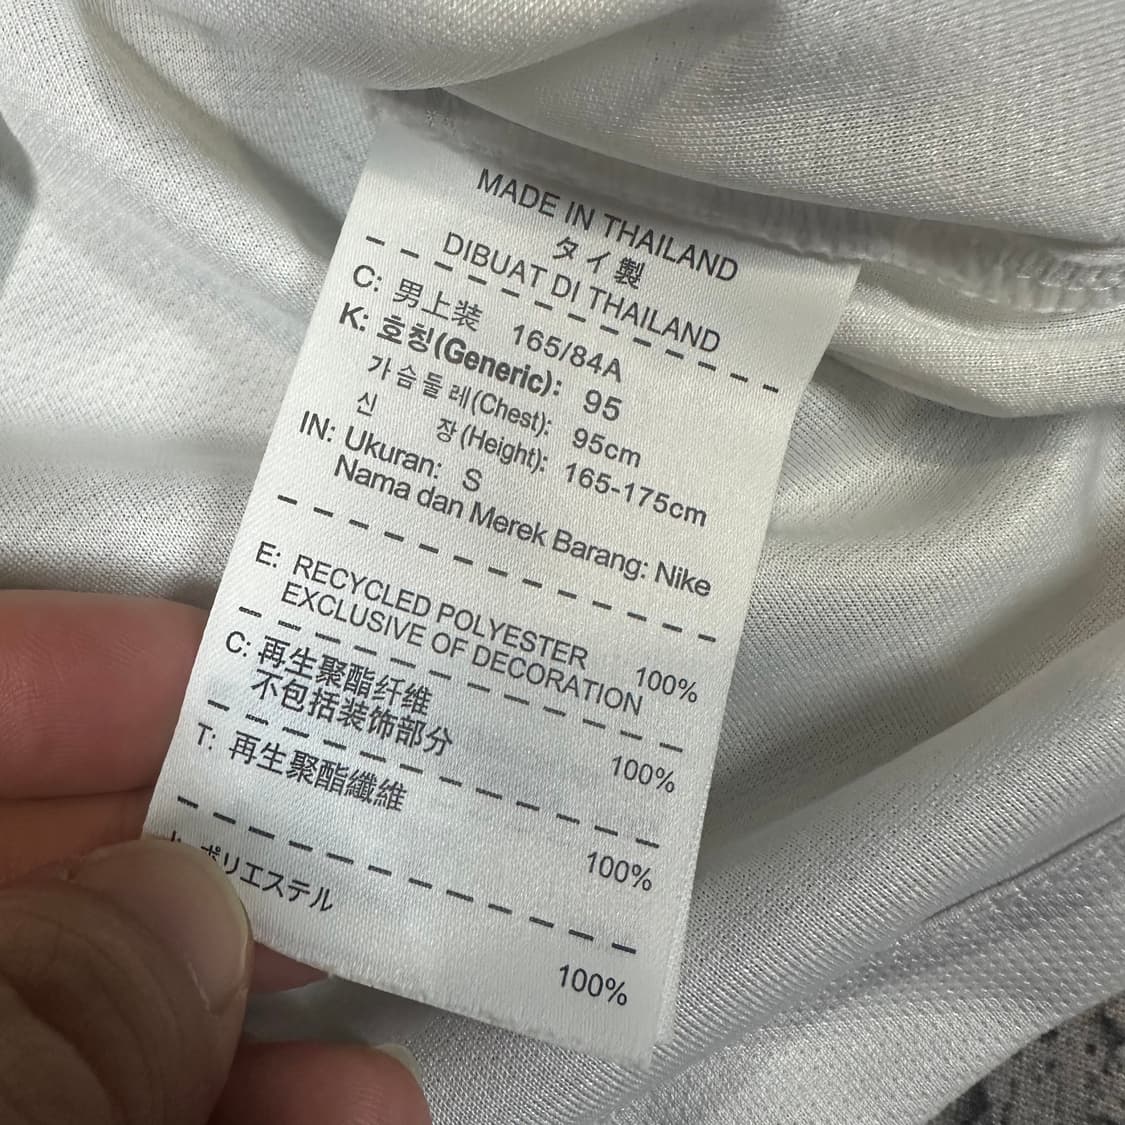 MADE IN THAILAND
タイ製
DIBUAT DI THAILAND
C: 男上装 165/84A
K: 호칭(Generic): 95
가슴둘레(Chest): 95cm
신 장(Height): 165-175cm
IN: Ukuran: S
Nama dan Merek Barang: Nike
E: RECYCLED POLYESTER 100%
EXCLUSIVE OF DECORATION
C: 再生聚酯纤维 100%
不包括装饰部分
T: 再生聚酯纖維 100%
ポリエステル 100%